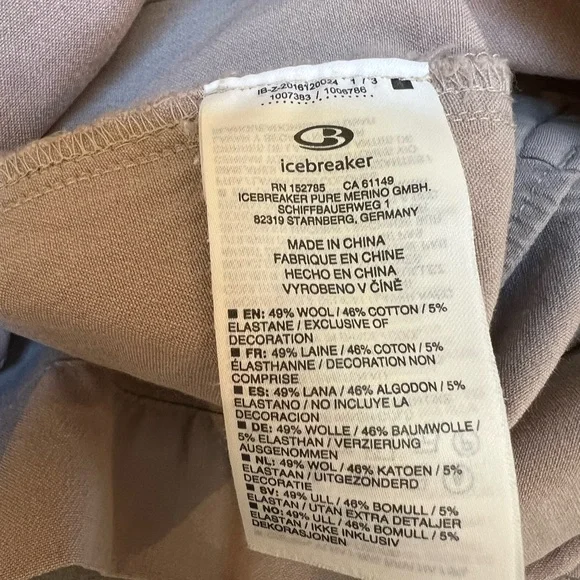 IB-Z-2016120024 1 / 3
1007383 / 1006786
icebreaker
RN 152785 CA 61149
ICEBREAKER PURE MERINO GMBH.
SCHIFFBAUERWEG 1
82319 STARNBERG, GERMANY
MADE IN CHINA
FABRIQUE EN CHINE
HECHO EN CHINA
VYROBENO V ČÍNĚ
EN: 49% WOOL / 46% COTTON / 5%
ELASTANE / EXCLUSIVE OF
DECORATION
FR: 49% LAINE / 46% COTON / 5%
ÉLASTHANNE / DECORATION NON
COMPRISE
ES: 49% LANA / 46% ALGODON / 5%
ELASTANO / NO INCLUYE LA
DECORACION
DE: 49% WOLLE / 46% BAUMWOLLE /
5% ELASTHAN / VERZIERUNG
AUSGENOMMEN
NL: 49% WOL / 46% KATOEN / 5%
ELASTAAN / UITGEZONDERD
DECORATIE
SV: 49% ULL / 46% BOMULL / 5%
ELASTAN / UTAN EXTRA DETALJER
NO: 49% ULL / 46% BOMULL / 5%
ELASTAN / IKKE INKLUSIV
DEKORASJONEN